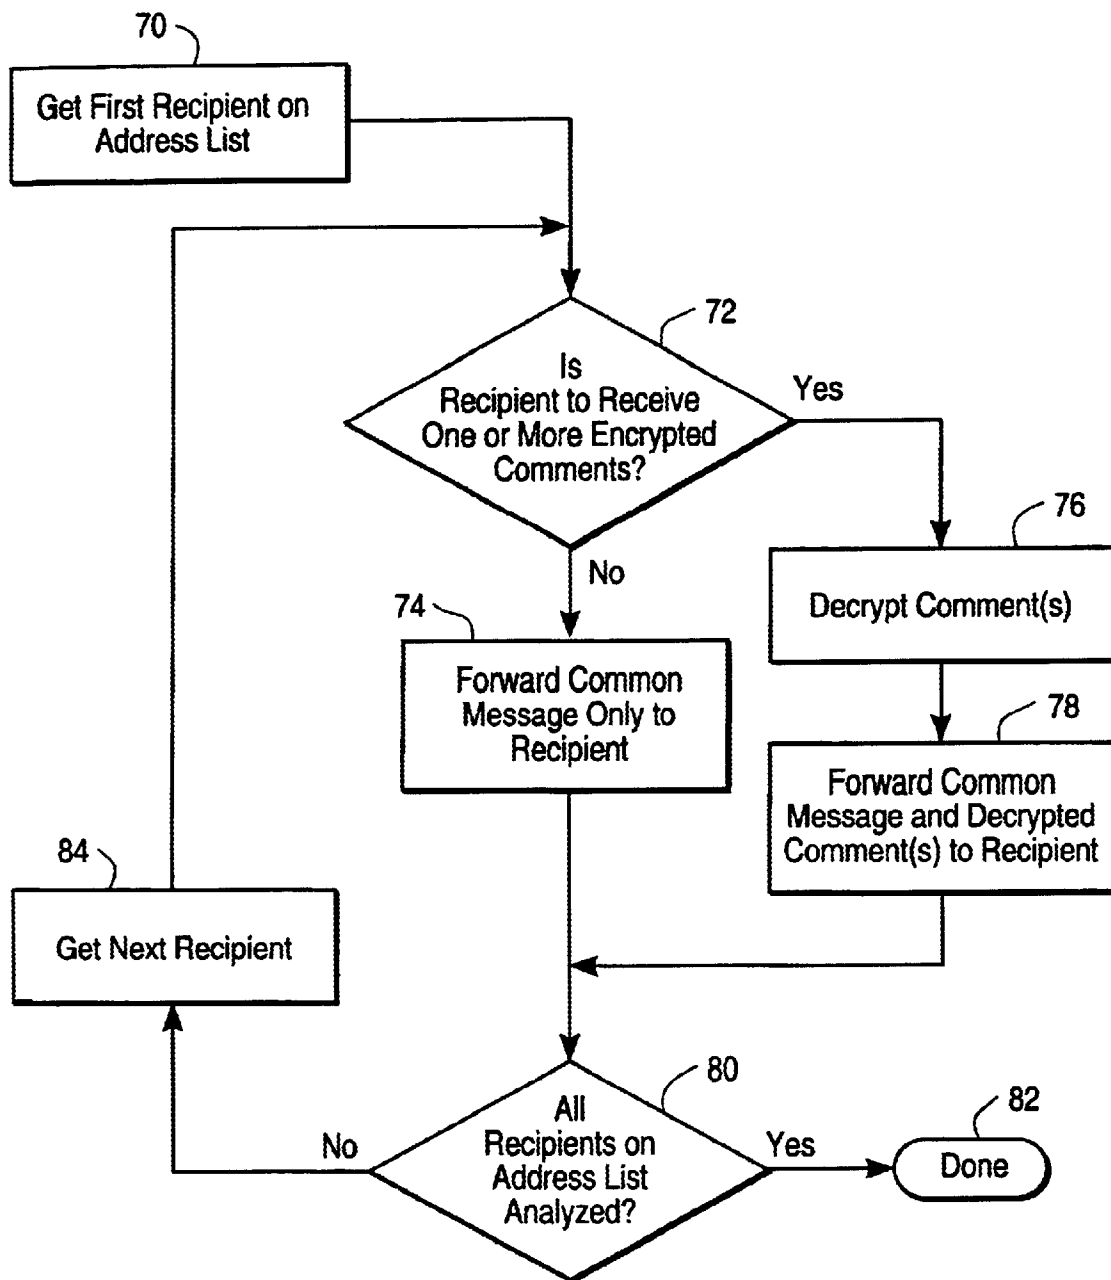 70
Get First Recipient on
Address List
72
Is
Recipient to Receive
One or More Encrypted
Comments?
Yes
No
76
Decrypt Comment(s)
74
Forward Common
Message Only to
Recipient
78
Forward Common
Message and Decrypted
Comment(s) to Recipient
84
Get Next Recipient
80
All
Recipients on
Address List
Analyzed?
No
Yes
82
Done